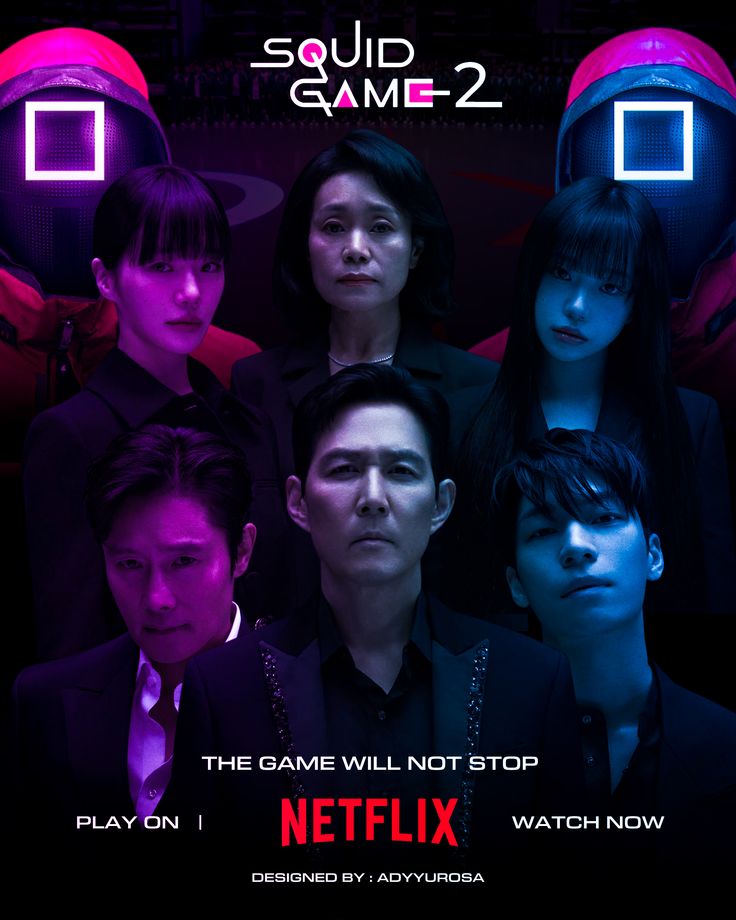 SQUID
GAME 2
THE GAME WILL NOT STOP
PLAY ON | NETFLIX WATCH NOW
DESIGNED BY : ADYYUROSA